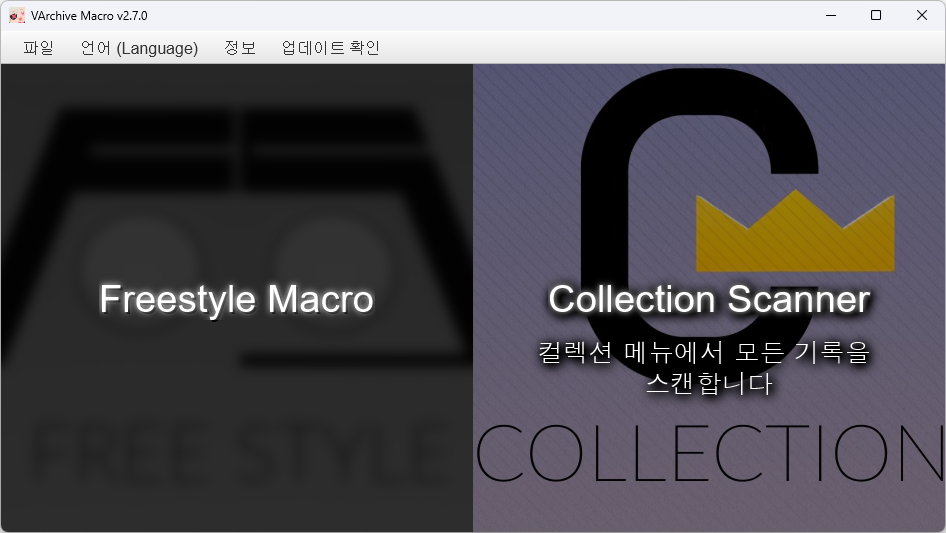 VArchive Macro v2.7.0
파일 언어 (Language) 정보 업데이트 확인
Freestyle Macro
FREE STYLE
Collection Scanner
컬렉션 메뉴에서 모든 기록을
스캔합니다
COLLECTION